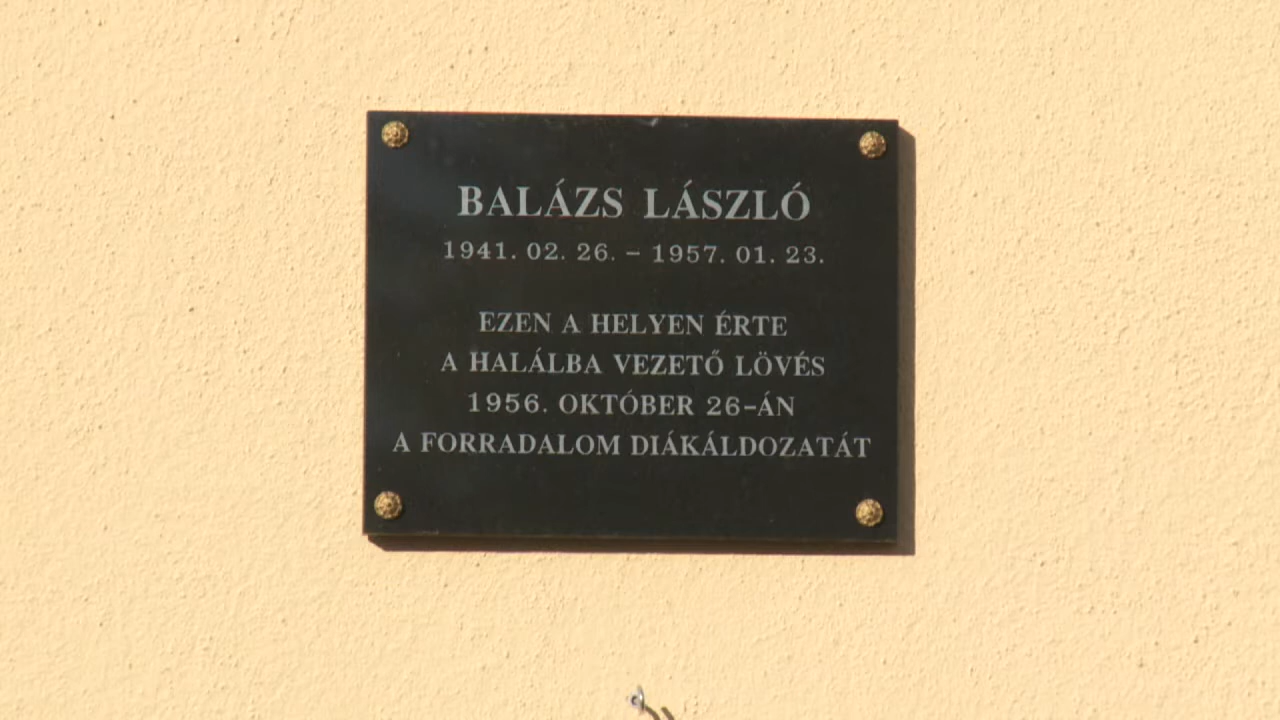 BALÁZS LÁSZLÓ
1941. 02. 26. – 1957. 01. 23.
EZEN A HELYEN ÉRTE
A HALÁLBA VEZETŐ LÖVÉS
1956. OKTÓBER 26-ÁN
A FORRADALOM DIÁKÁLDOZATÁT